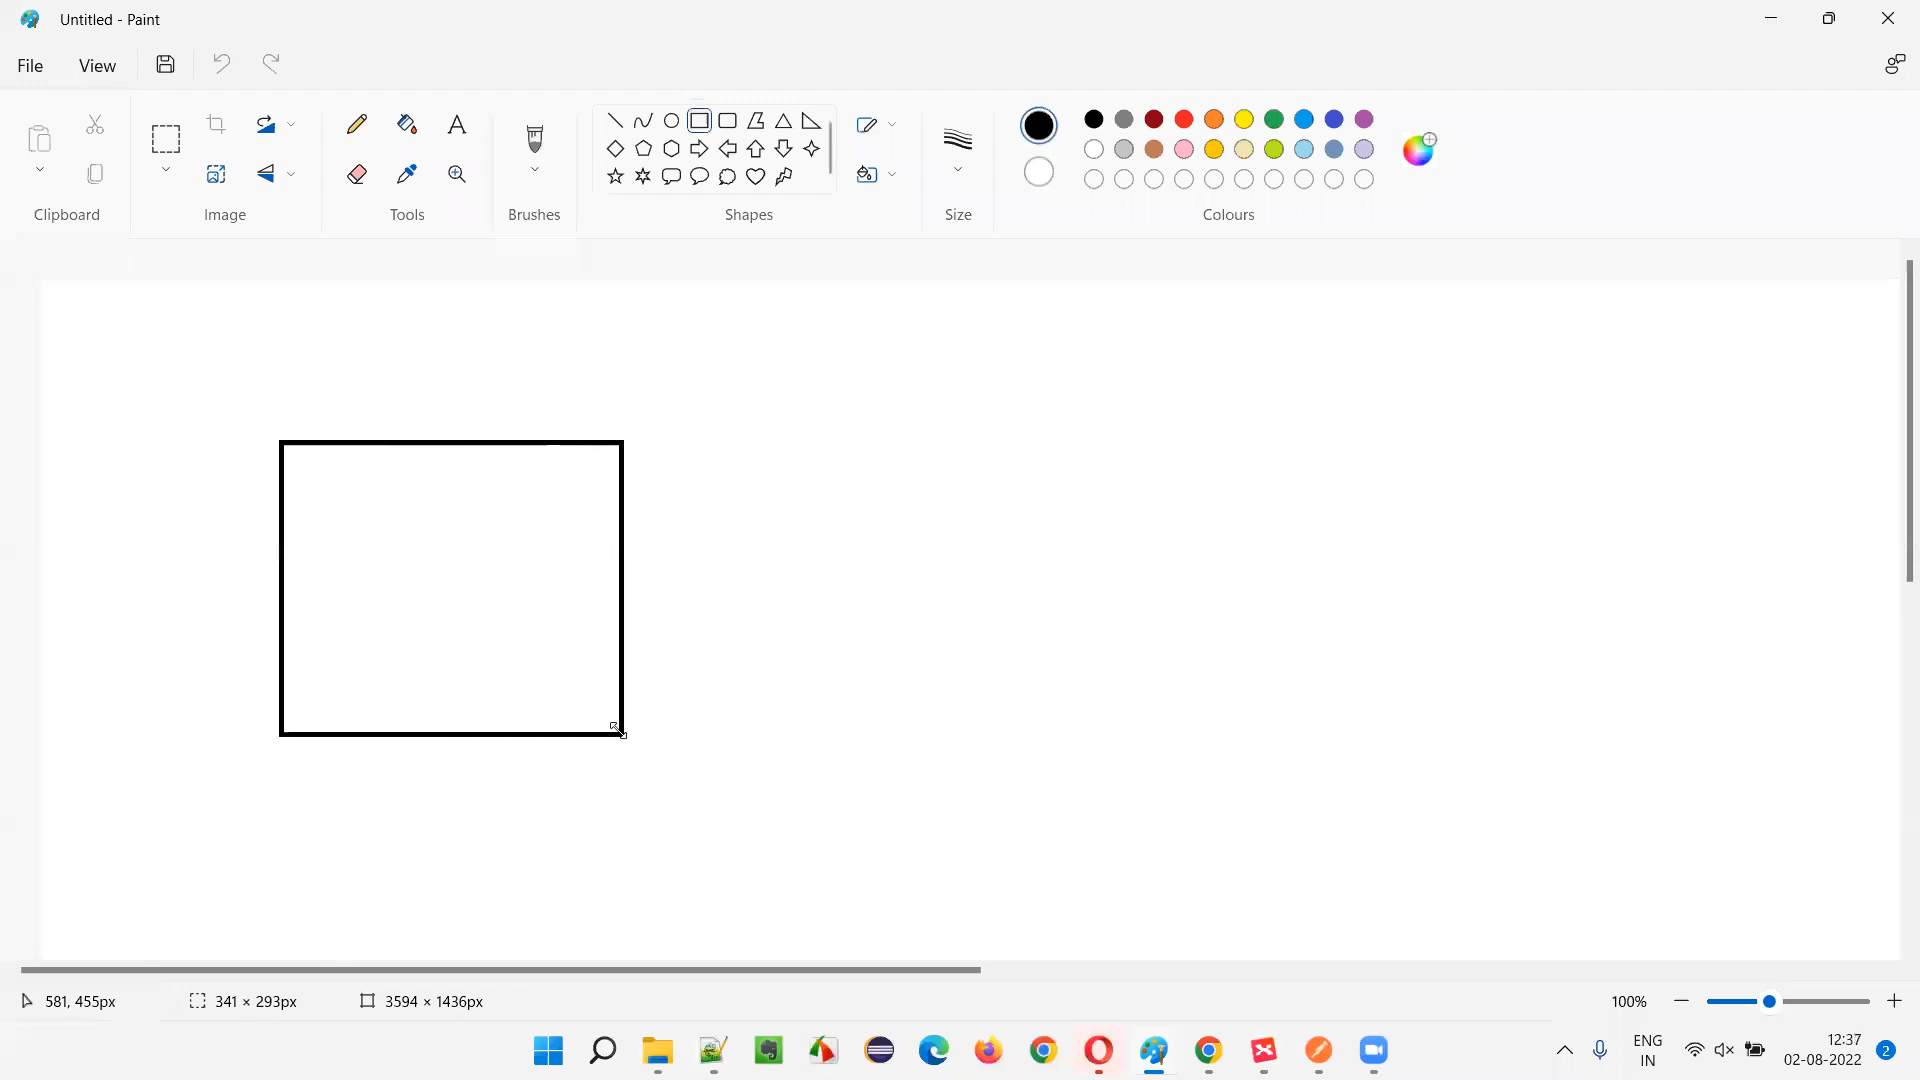 Untitled - Paint
File
View
Clipboard
Image
Tools
Brushes
Shapes
Size
Colours
581, 455px
341 × 293px
3594 × 1436px
100%
ENG
IN
12:37
02-08-2022
2